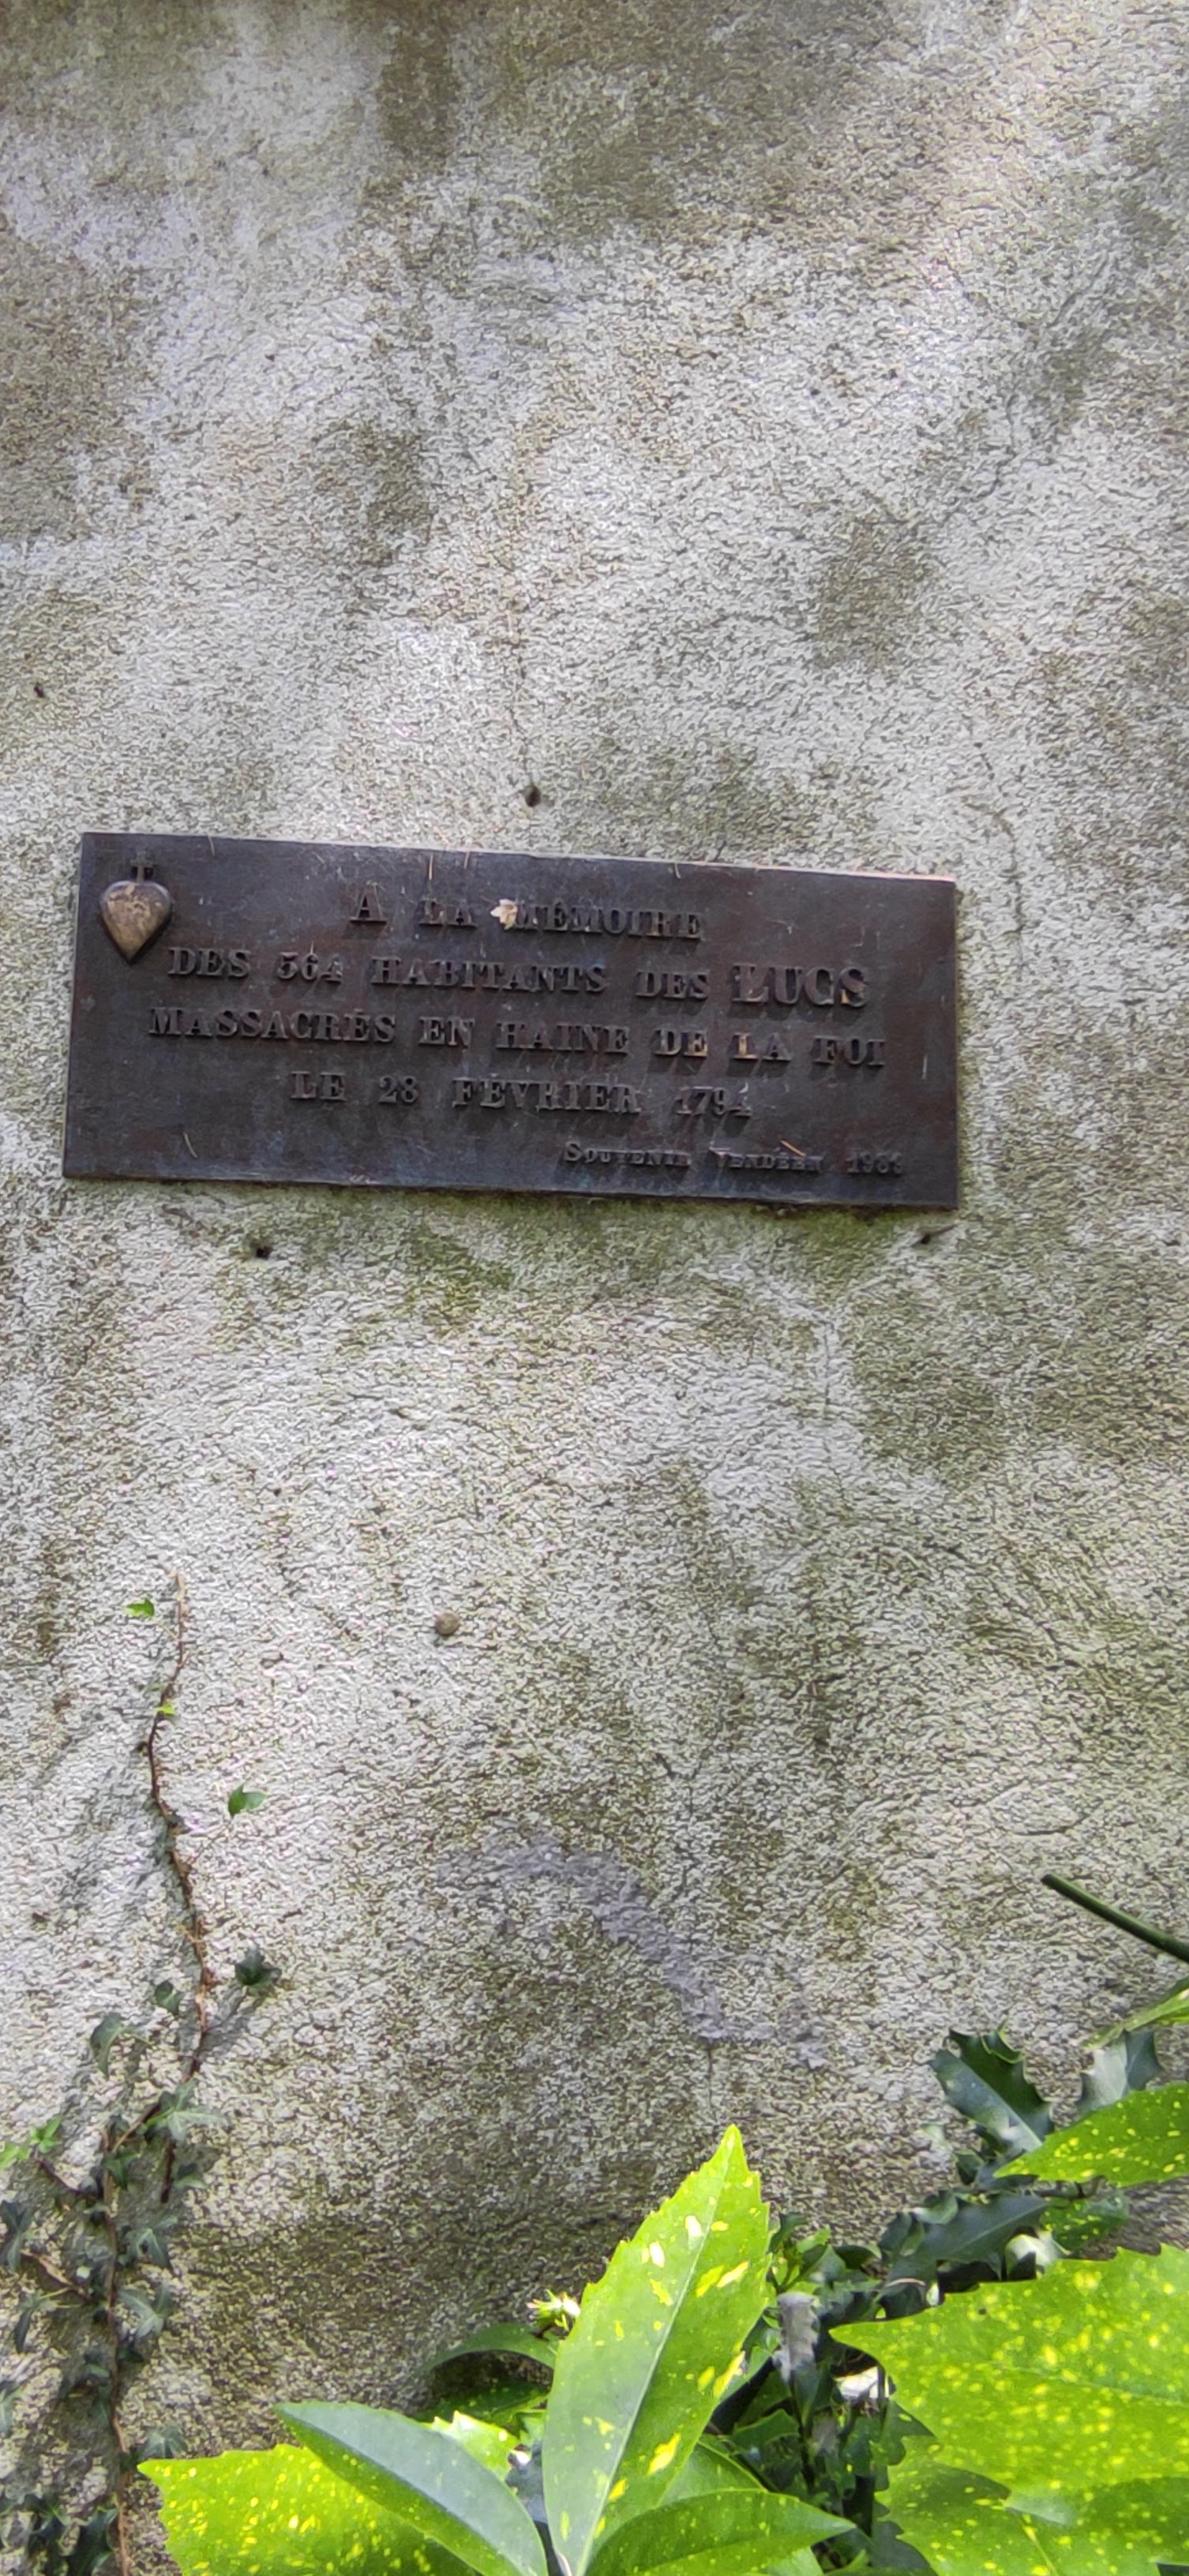 A LA MÉMOIRE
DES 564 HABITANTS DES LUCS
MASSACRÉS EN HAINE DE LA FOI
LE 28 FÉVRIER 1794
SOUVENIR VENDÉEN 1989